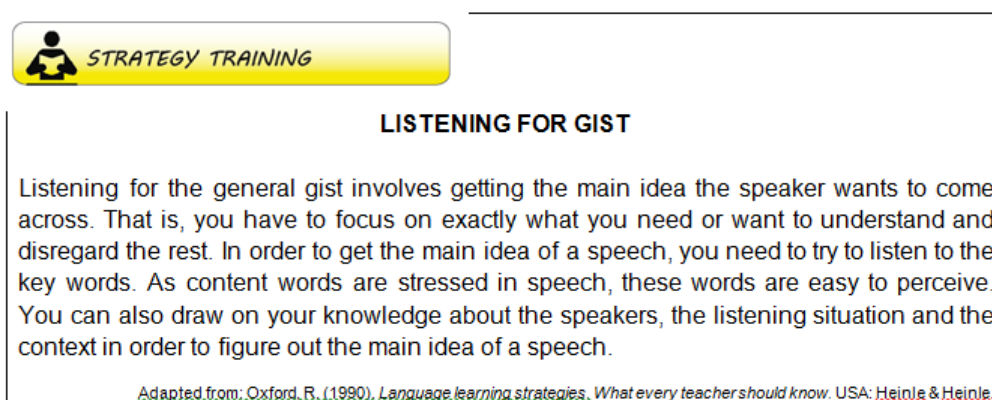 STRATEGY TRAINING
LISTENING FOR GIST
Listening for the general gist involves getting the main idea the speaker wants to come
across. That is, you have to focus on exactly what you need or want to understand and
disregard the rest. In order to get the main idea of a speech, you need to try to listen to the
key words. As content words are stressed in speech, these words are easy to perceive.
You can also draw on your knowledge about the speakers, the listening situation and the
context in order to figure out the main idea of a speech.
Adapted from: Oxford, R. (1990). Language learning strategies. What every teacher should know. USA: Heinle & Heinle.